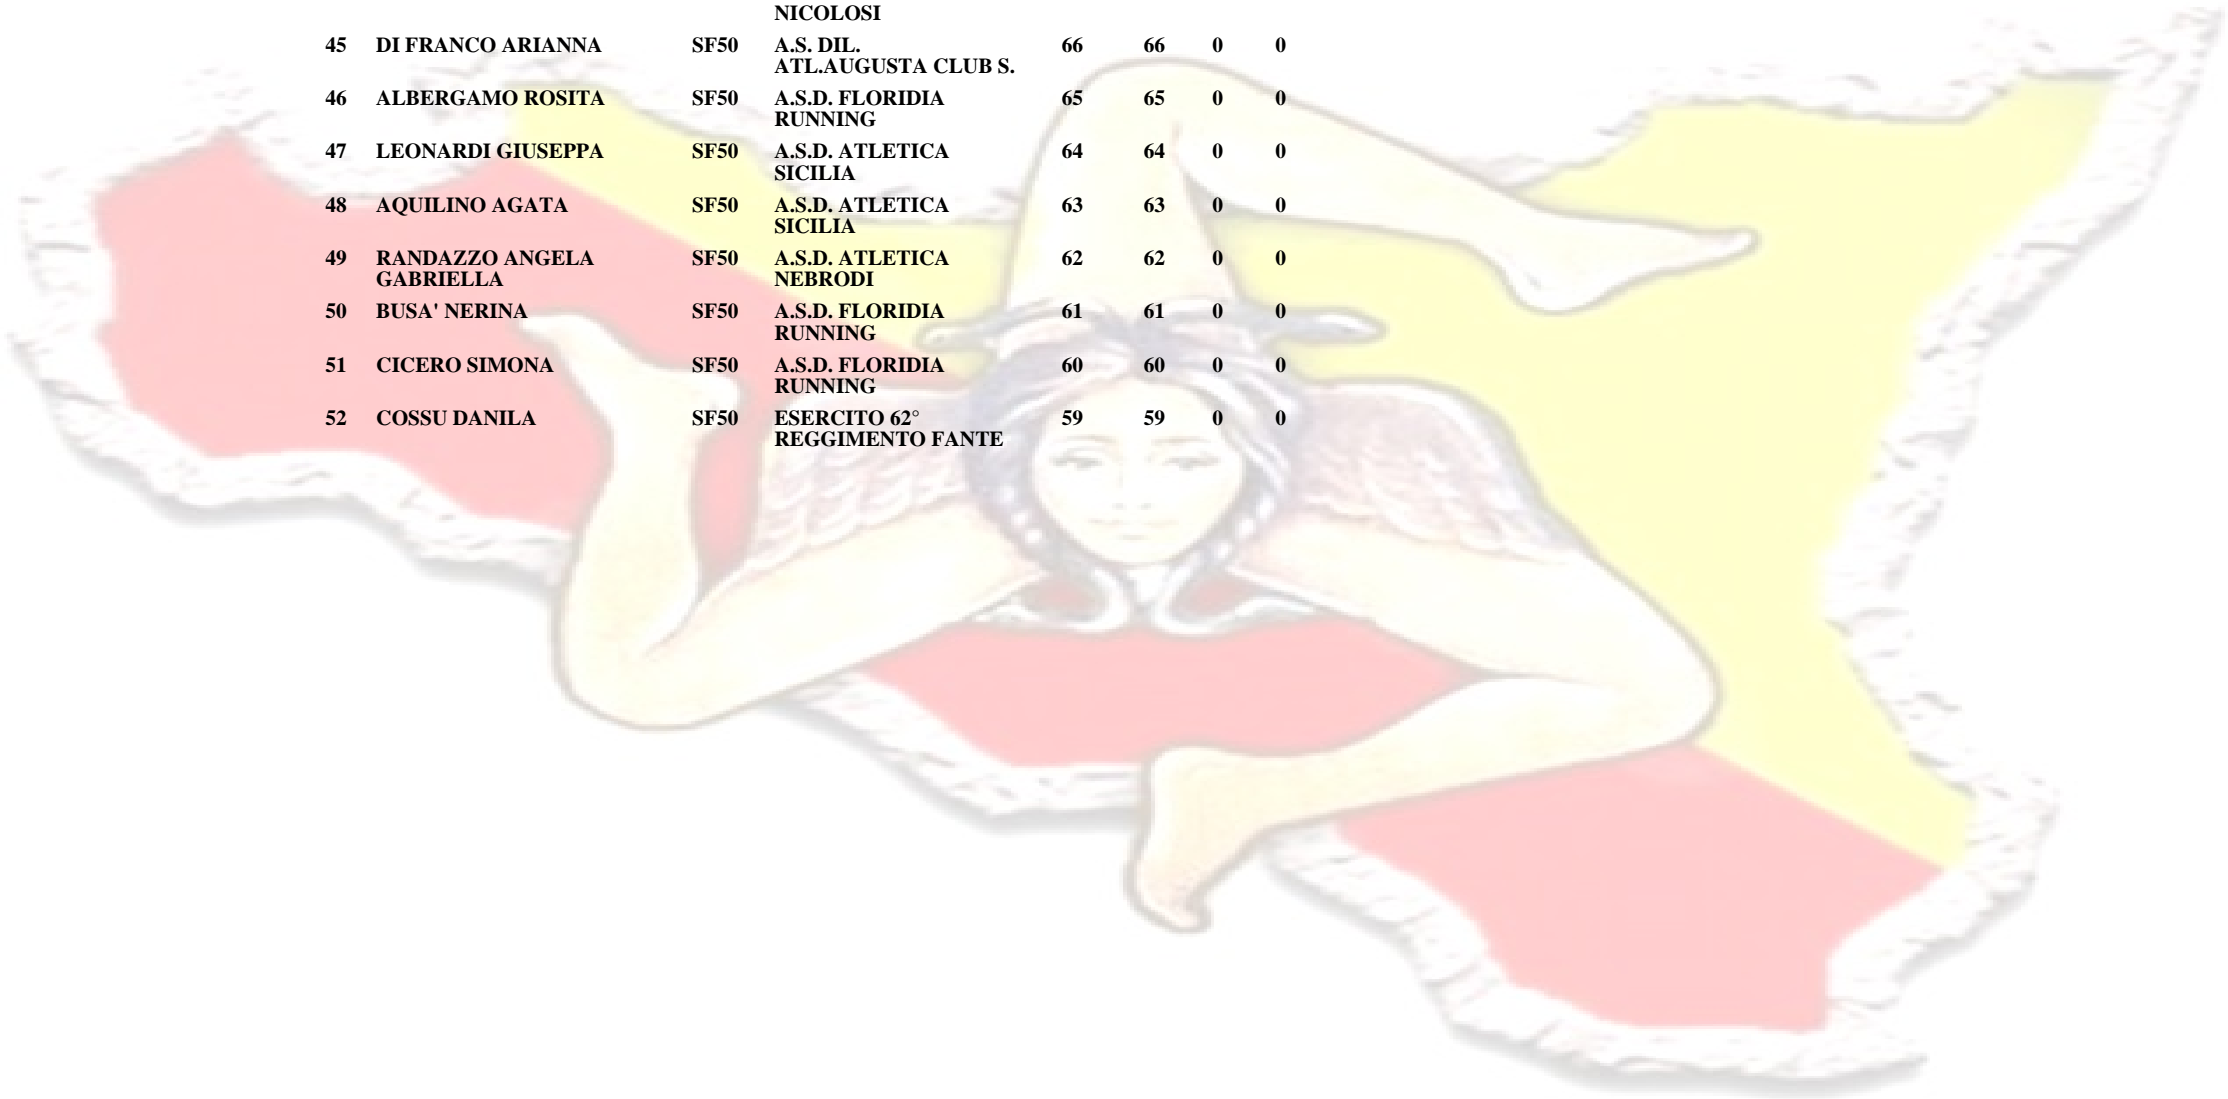 NICOLOSI
45 DI FRANCO ARIANNA SF50 A.S. DIL. 66 66 0 0
ATL.AUGUSTA CLUB S.
46 ALBERGAMO ROSITA SF50 A.S.D. FLORIDIA 65 65 0 0
RUNNING
47 LEONARDI GIUSEPPA SF50 A.S.D. ATLETICA 64 64 0 0
SICILIA
48 AQUILINO AGATA SF50 A.S.D. ATLETICA 63 63 0 0
SICILIA
49 RANDAZZO ANGELA SF50 A.S.D. ATLETICA 62 62 0 0
GABRIELLA NEBRODI
50 BUSA' NERINA SF50 A.S.D. FLORIDIA 61 61 0 0
RUNNING
51 CICERO SIMONA SF50 A.S.D. FLORIDIA 60 60 0 0
RUNNING
52 COSSU DANILA SF50 ESERCITO 62° 59 59 0 0
REGGIMENTO FANTE